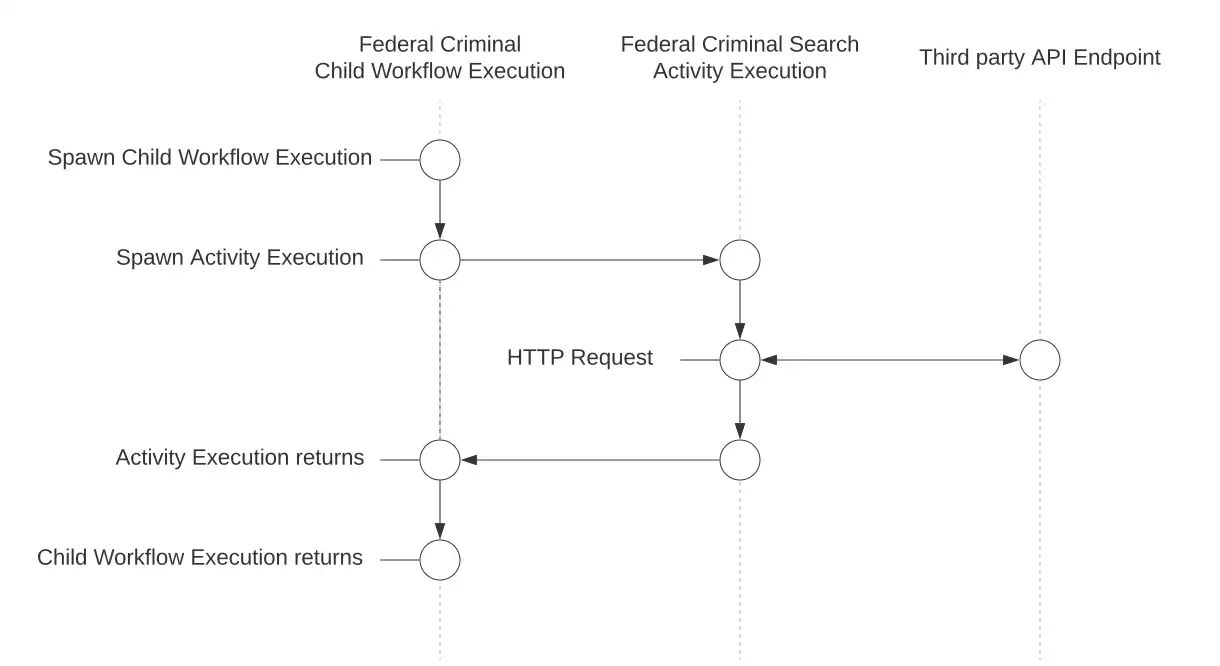 Federal Criminal
Child Workflow Execution
Federal Criminal Search
Activity Execution
Third party API Endpoint
Spawn Child Workflow Execution
Spawn Activity Execution
HTTP Request
Activity Execution returns
Child Workflow Execution returns